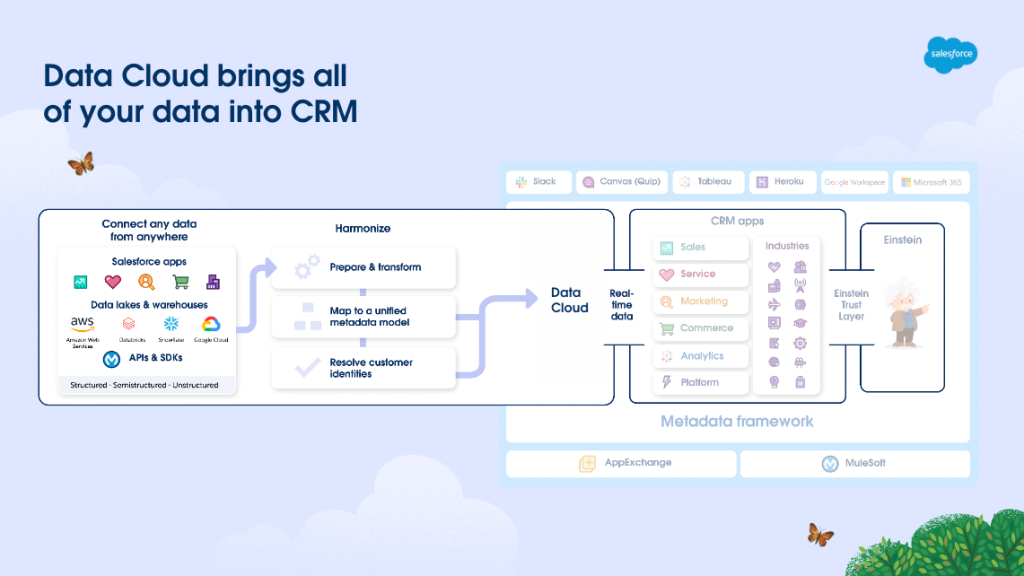 salesforce
Data Cloud brings all
of your data into CRM
Slack
Canvas (Quip)
Tableau
Heroku
Google Workspace
Microsoft 365
Connect any data
from anywhere
Salesforce apps
Data lakes & warehouses
aws
Amazon Web
Services
Databricks
Snowflake
Google Cloud
APIs & SDKs
Structured - Semistructured - Unstructured
Harmonize
Prepare & transform
Map to a unified
metadata model
Resolve customer
identities
Data
Cloud
Real-
time
data
CRM apps
Sales
Service
Marketing
Commerce
Analytics
Platform
Industries
Einstein
Trust
Layer
Einstein
Metadata framework
AppExchange
MuleSoft